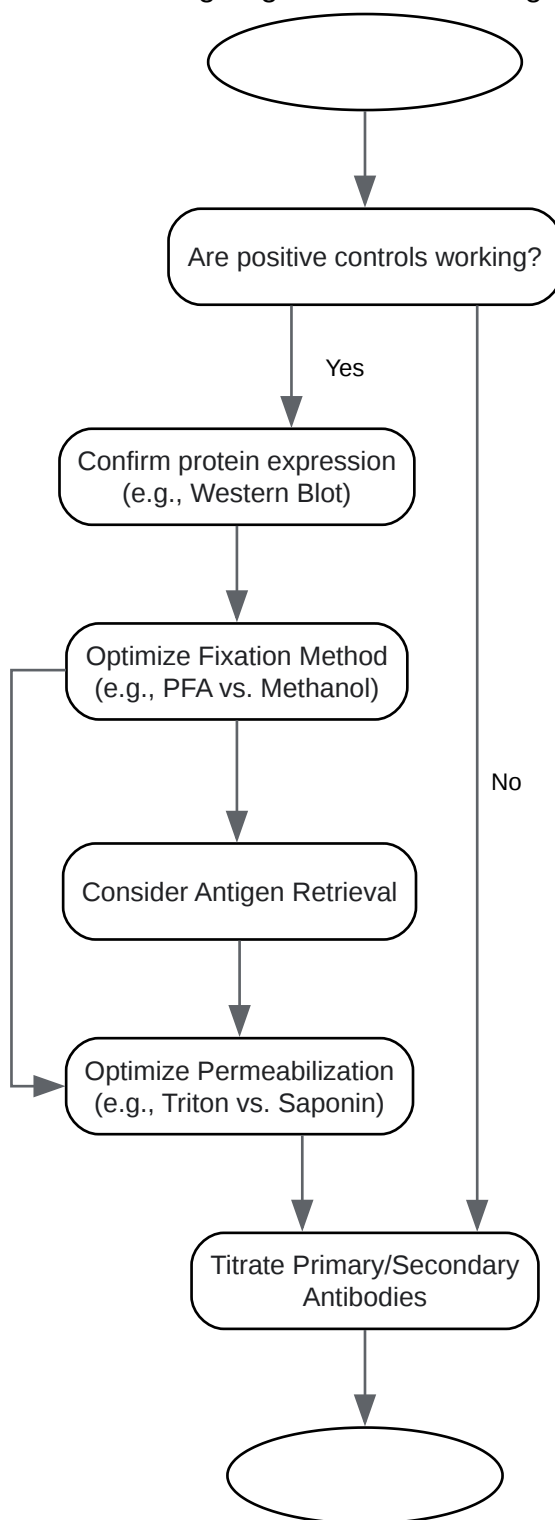 Are positive controls working?
Yes
Confirm protein expression
(e.g., Western Blot)
Optimize Fixation Method
(e.g., PFA vs. Methanol)
No
Consider Antigen Retrieval
Optimize Permeabilization
(e.g., Triton vs. Saponin)
Titrate Primary/Secondary
Antibodies